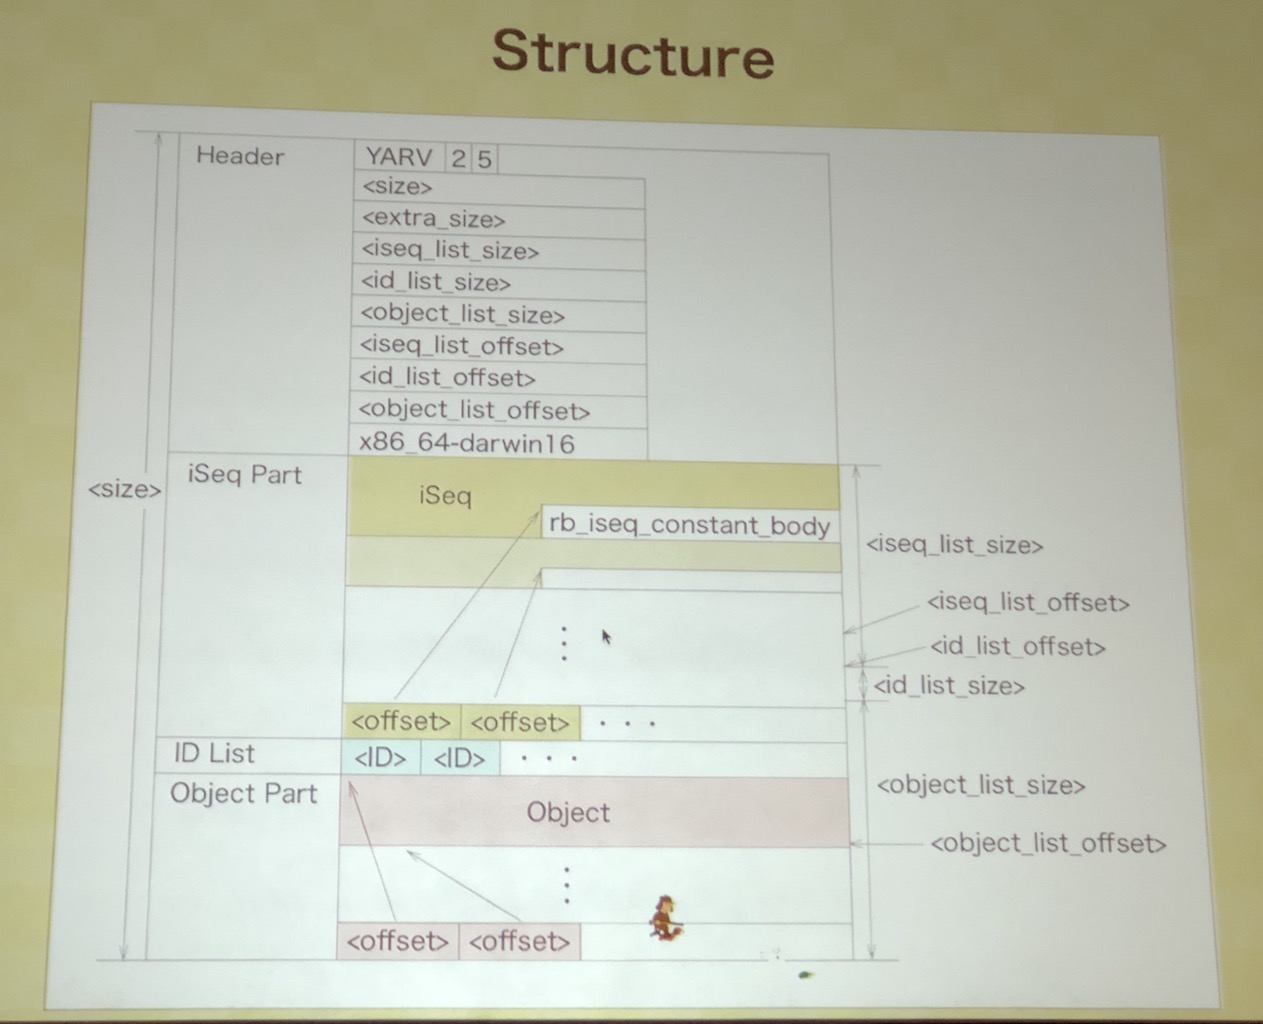 Structure
Header
YARV 2 5
<size>
<extra_size>
<iseq_list_size>
<id_list_size>
<object_list_size>
<iseq_list_offset>
<id_list_offset>
<object_list_offset>
x86_64-darwin16
<size>
iSeq Part
iSeq
rb_iseq_constant_body
<iseq_list_size>
<iseq_list_offset>
<id_list_offset>
<id_list_size>
<offset> <offset> . . .
ID List
<ID> <ID> . . .
Object Part
Object
<object_list_size>
<object_list_offset>
<offset> <offset>